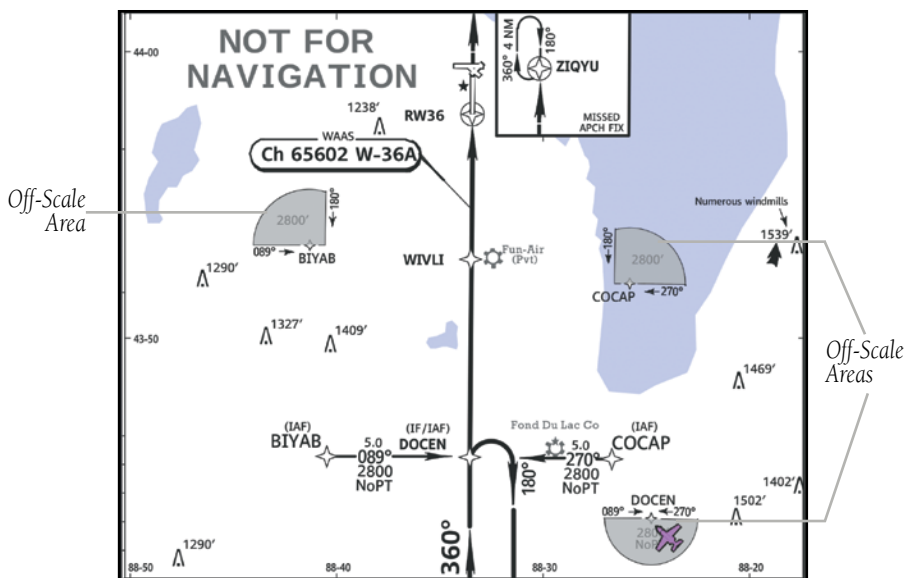 NOT FOR
NAVIGATION
44-00
1238'
RW36
360° 4 NM
180°
ZIQYU
MISSED
APCH FIX
WAAS
Ch 65602 W-36A
Off-Scale
Area
2800'
180°
089°
BIYAB
WIVLI
Fun-Air
(Pvt)
Numerous windmills
1539'
180°
2800'
COCAP
270°
1290'
1327'
1409'
43-50
1469'
Off-Scale
Areas
(IAF)
BIYAB
5.0
089°
2800
NoPT
(IF/IAF)
DOCEN
Fond Du Lac Co
180°
5.0
270°
2800
NoPT
(IAF)
COCAP
1402'
1502'
DOCEN
089°
270°
NoPT
360°
1290'
88-50
88-40
88-30
88-20